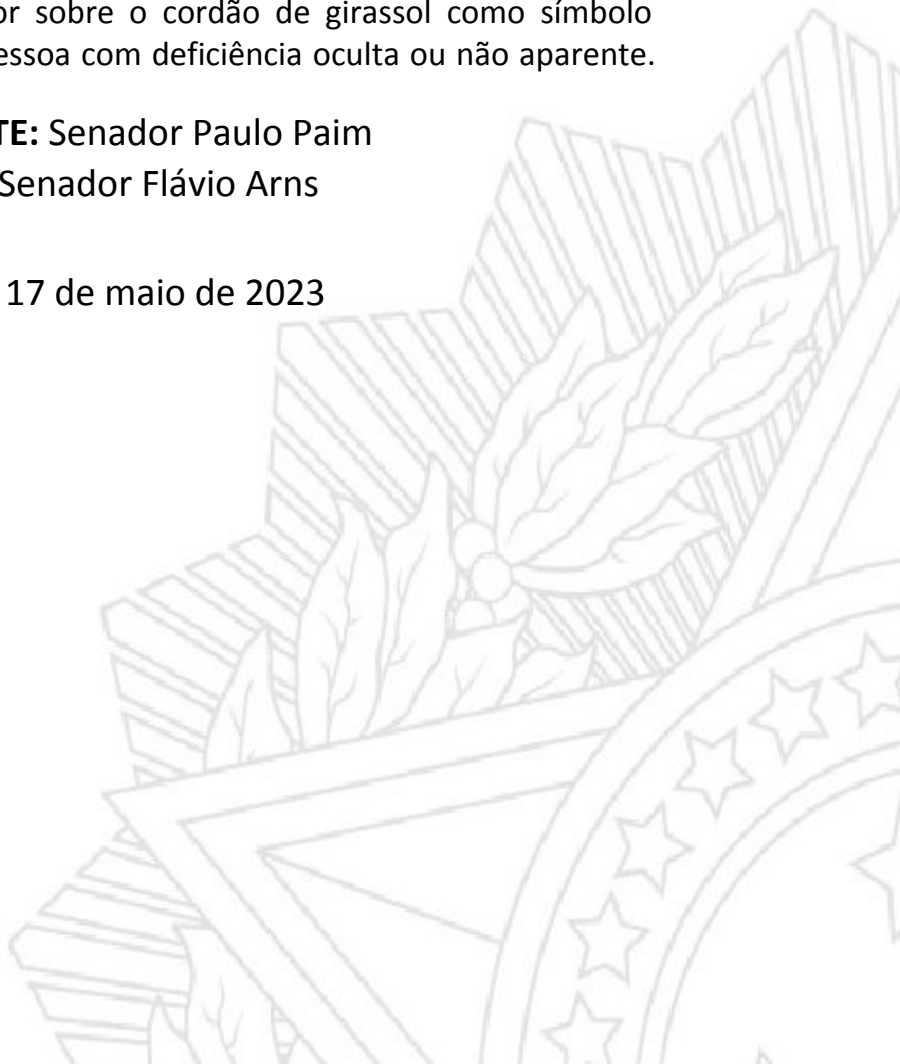 or sobre o cordão de girassol como símbolo
essoa com deficiência oculta ou não aparente.
TE: Senador Paulo Paim
Senador Flávio Arns
17 de maio de 2023